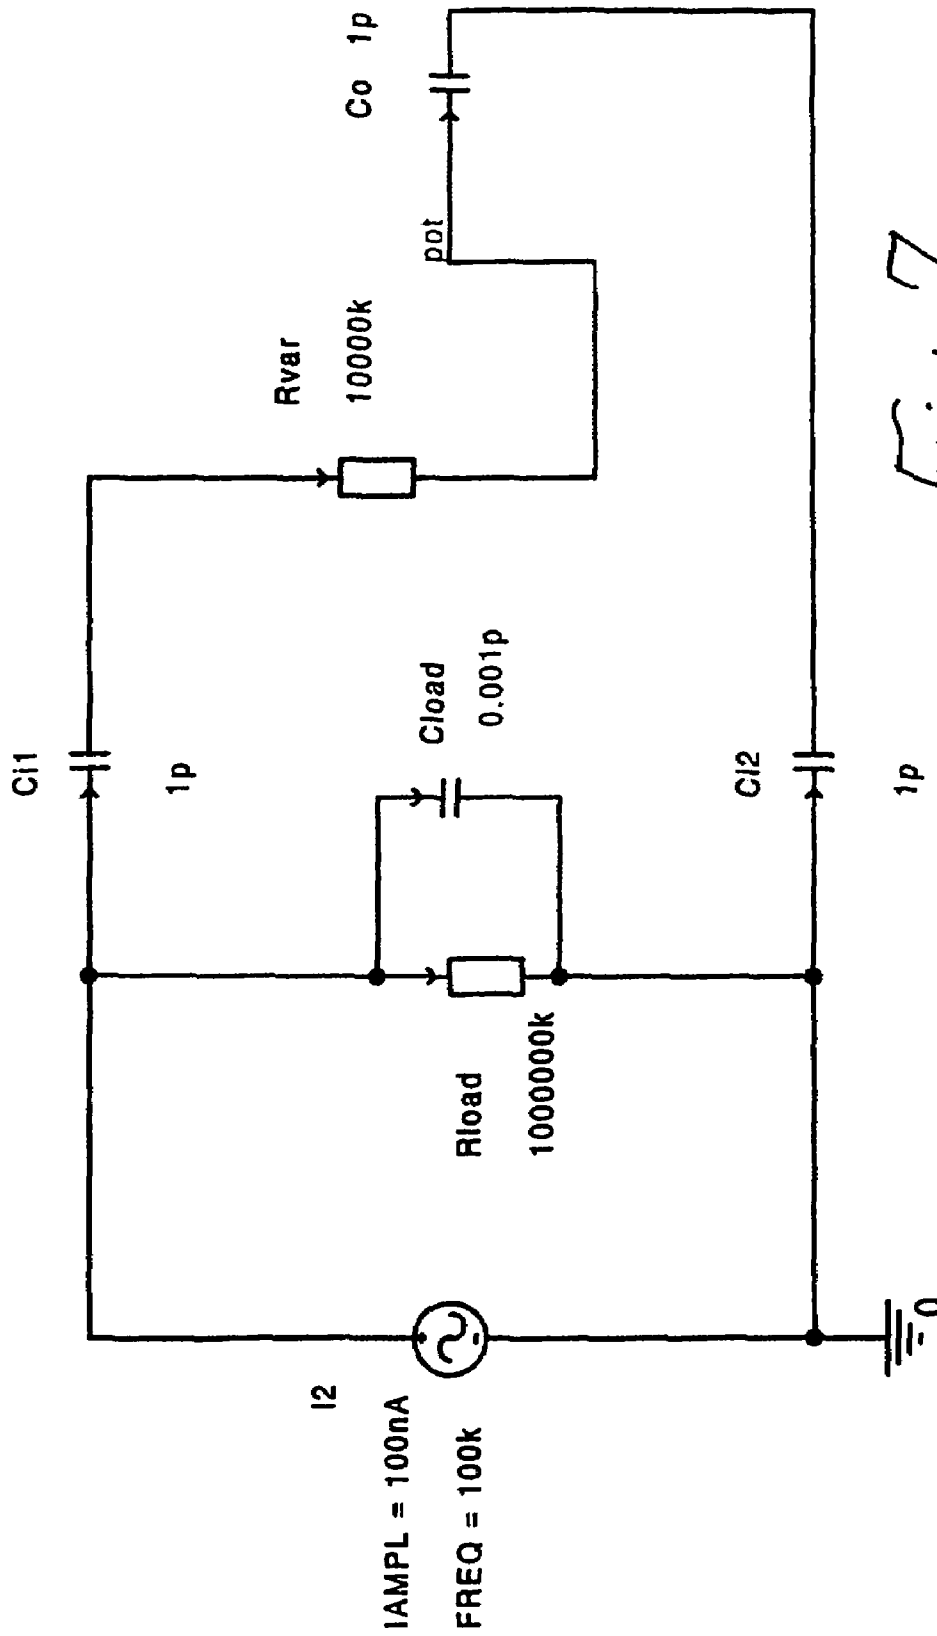 I2
IAMPL = 100nA
FREQ = 100k
0
Rload
1000000k
Cload
0.001p
Ci1
1p
Ci2
1p
Rvar
10000k
pot
Co 1p